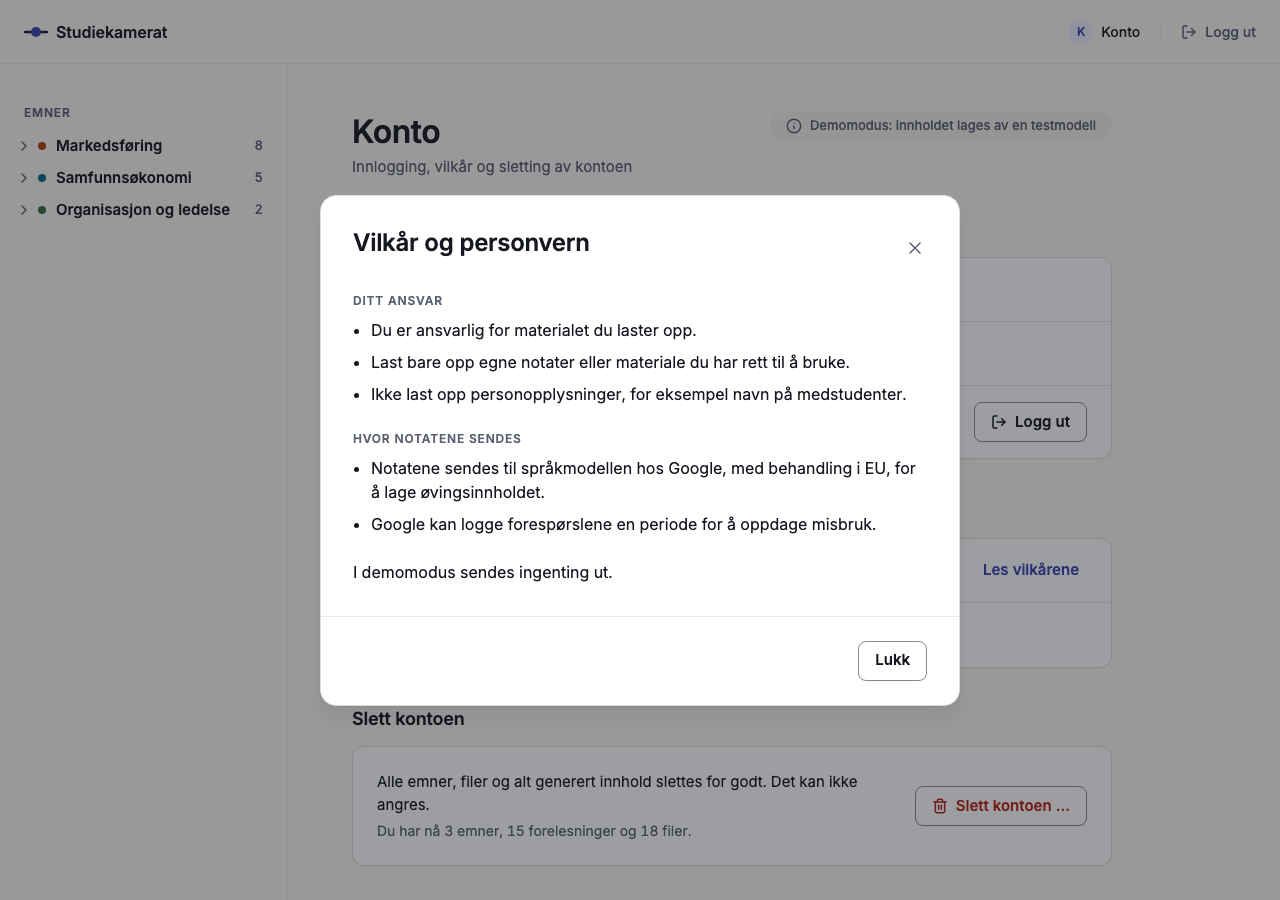 Studiekamerat
K Konto
Logg ut
EMNER
Markedsføring 8
Samfunnsøkonomi 5
Organisasjon og ledelse 2
Konto
Demomodus: innholdet lages av en testmodell
Innlogging, vilkår og sletting av kontoen
Vilkår og personvern
DITT ANSVAR
• Du er ansvarlig for materialet du laster opp.
• Last bare opp egne notater eller materiale du har rett til å bruke.
• Ikke last opp personopplysninger, for eksempel navn på medstudenter.
Logg ut
HVOR NOTATENE SENDES
• Notatene sendes til språkmodellen hos Google, med behandling i EU, for
å lage øvingsinnholdet.
• Google kan logge forespørslene en periode for å oppdage misbruk.
I demomodus sendes ingenting ut.
Les vilkårene
Lukk
Slett kontoen
Alle emner, filer og alt generert innhold slettes for godt. Det kan ikke
angres.
Du har nå 3 emner, 15 forelesninger og 18 filer.
Slett kontoen ...